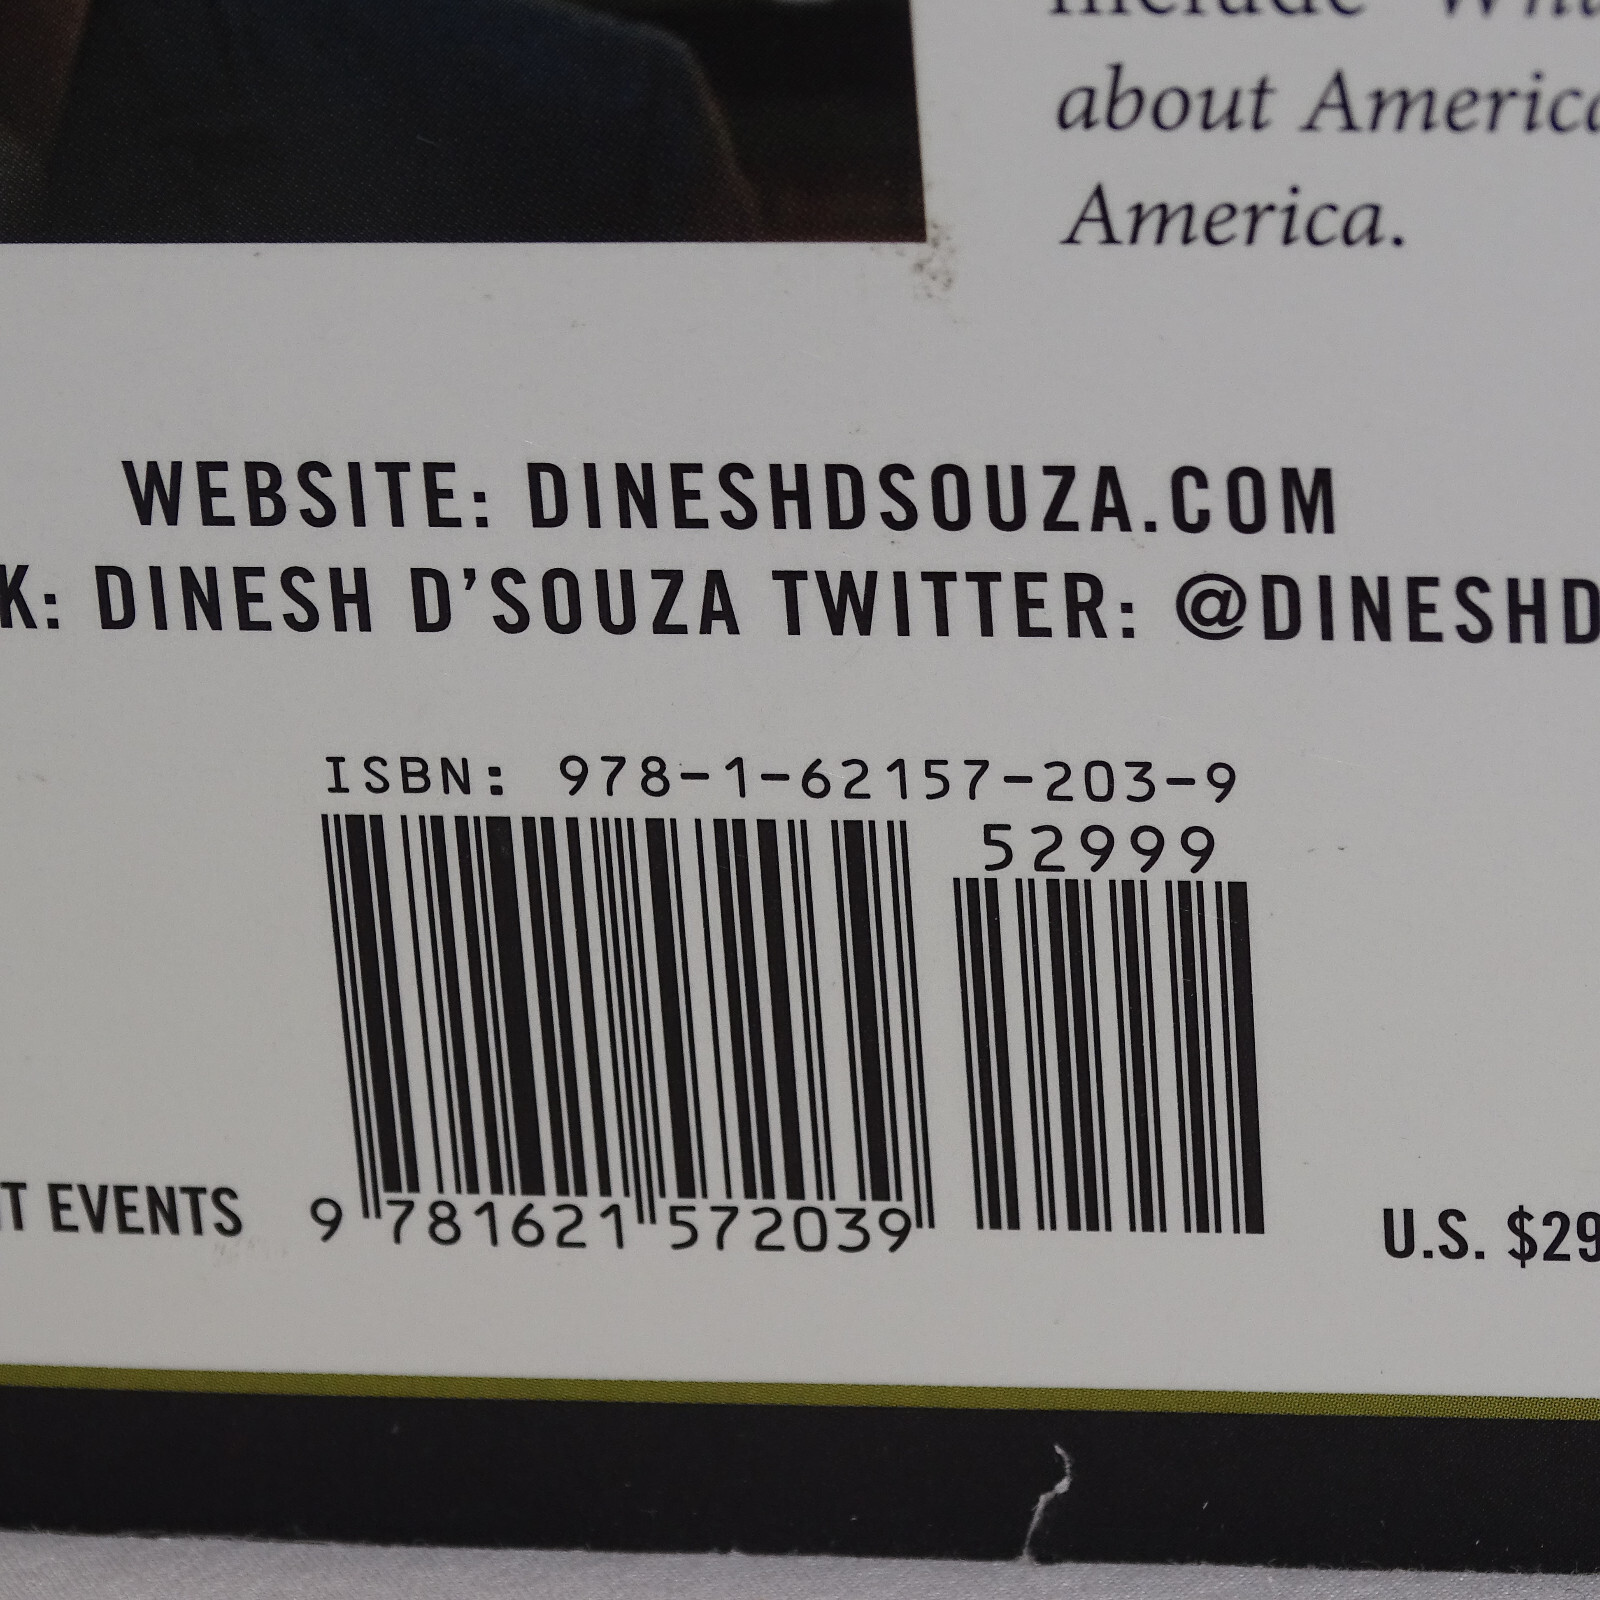 include
about America
America.
WEBSITE: DINESHDSOUZA.COM
K: DINESH D'SOUZA TWITTER: @DINESHD
ISBN: 978-1-62157-203-9
52999
9 781621 572039
T EVENTS
U.S. $29